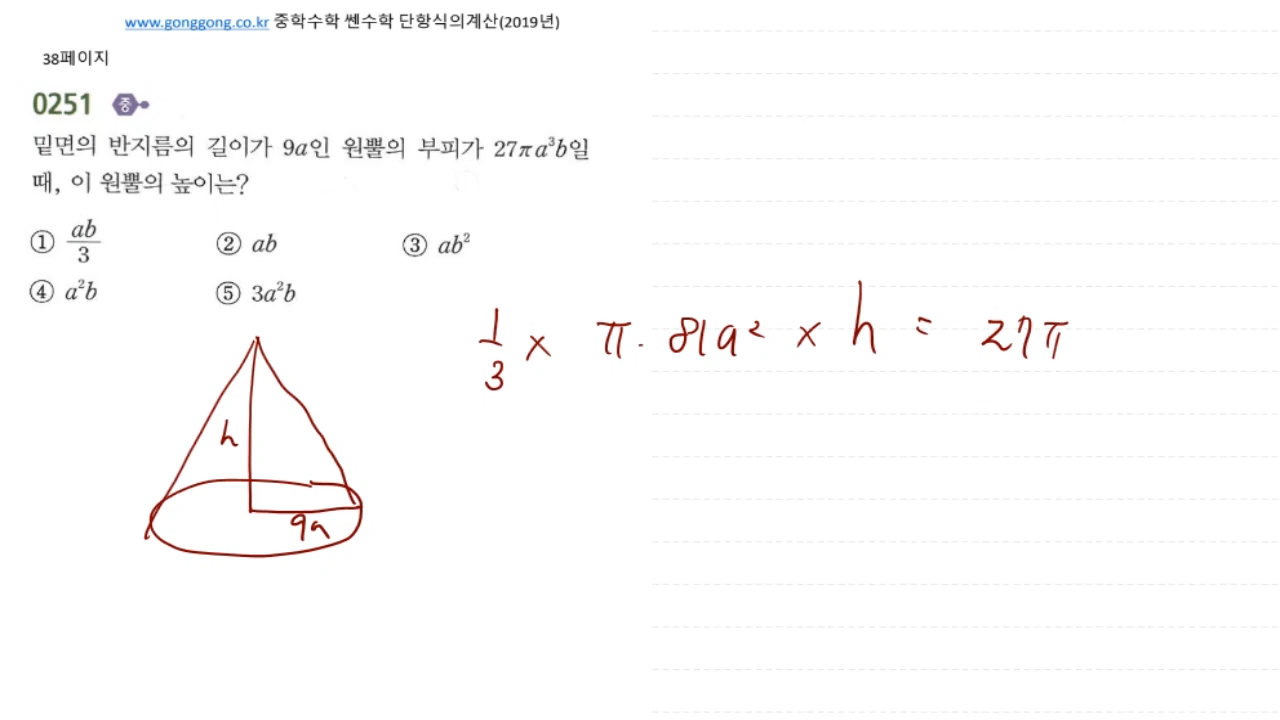 www.gonggong.co.kr 중학수학 쎈수학 단항식의계산(2019년)
38페이지
0251 중
밑면의 반지름의 길이가 9a인 원뿔의 부피가 27πa³b일
때, 이 원뿔의 높이는?
① ab/3 ② ab ③ ab²
④ a²b ⑤ 3a²b
1/3 × π · 81a² × h = 27π
h
9a